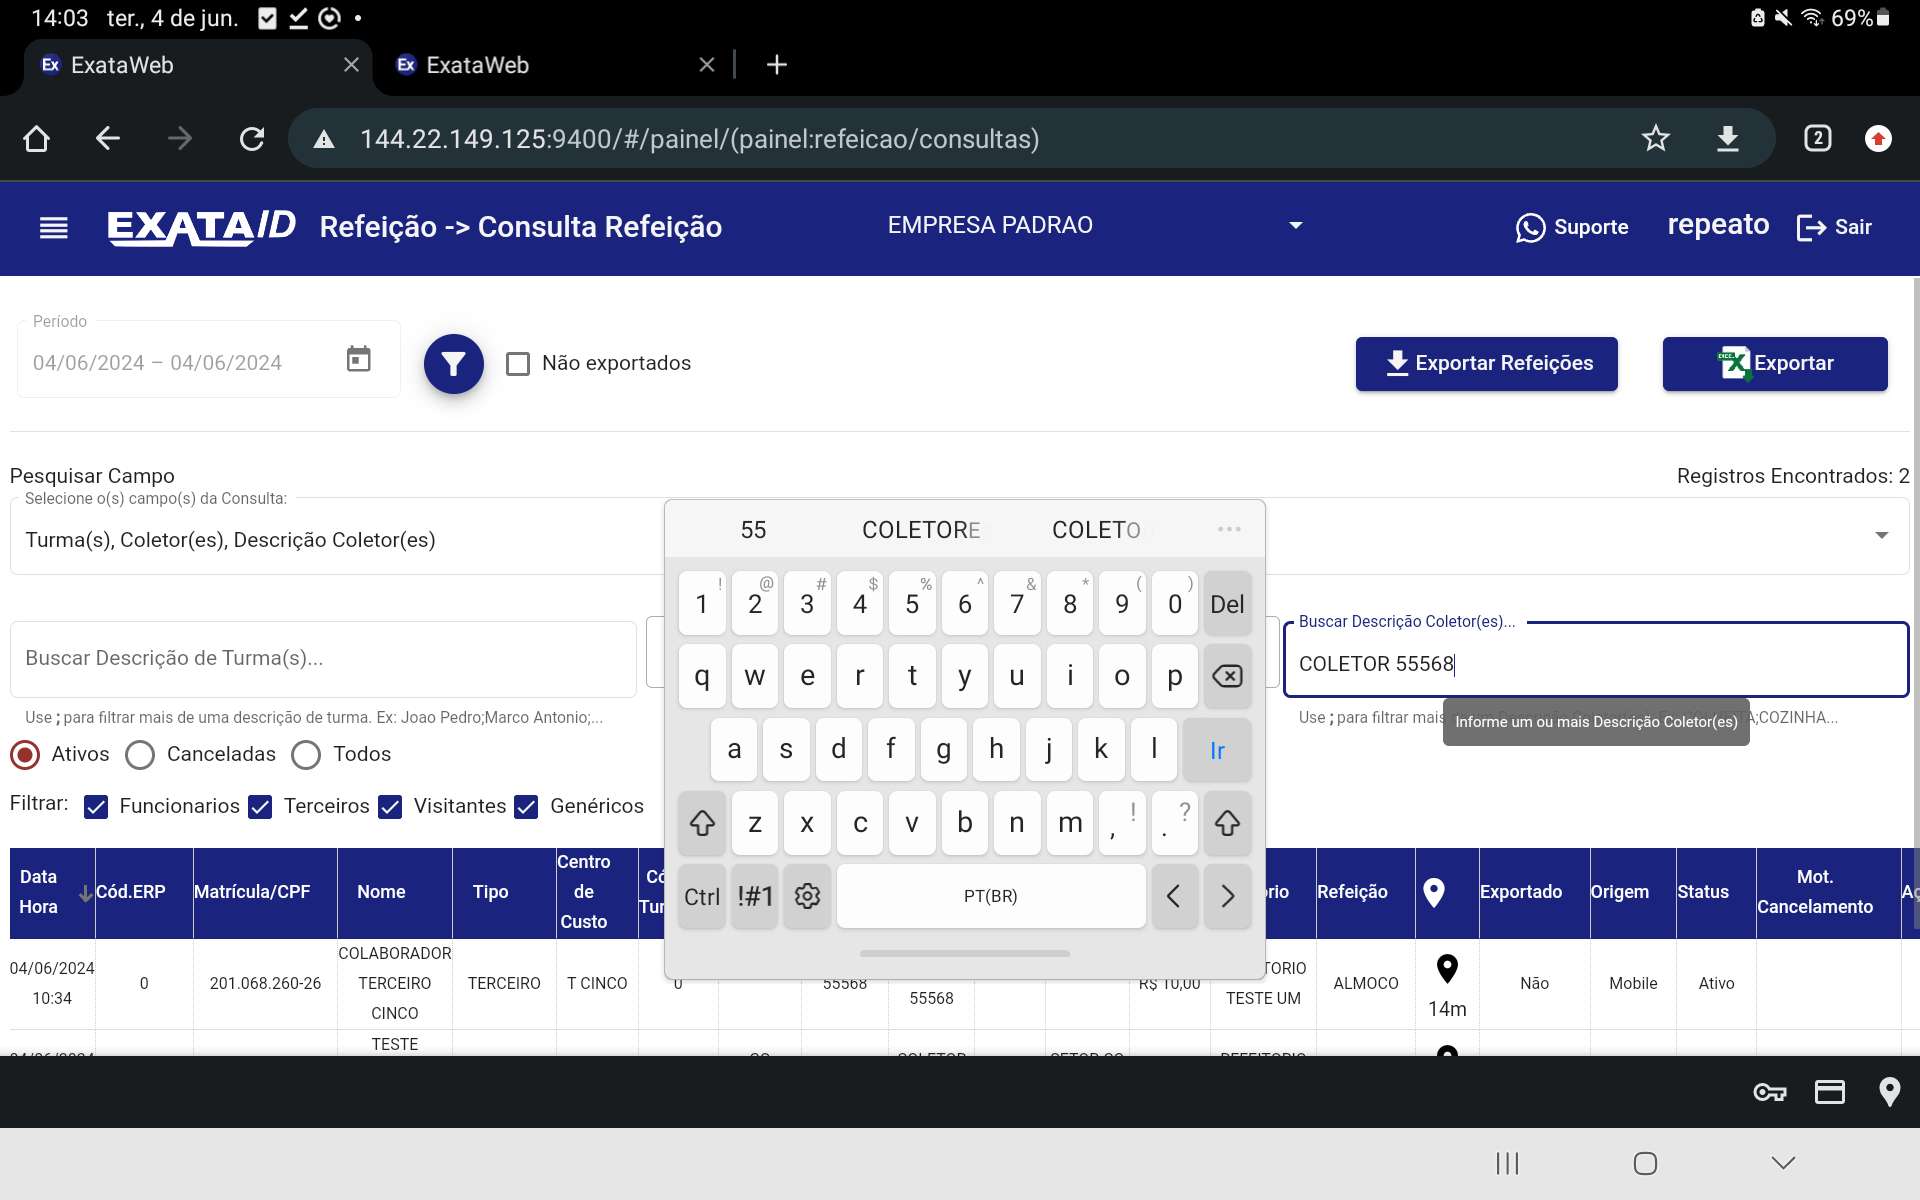 14:03 ter., 4 de jun.
69%
Ex ExataWeb
Ex ExataWeb
144.22.149.125:9400/#/painel/(painel:refeicao/consultas)
2
EXATA/ID Refeição -> Consulta Refeição
EMPRESA PADRAO
Suporte
repeato
Sair
Período
04/06/2024 – 04/06/2024
Não exportados
Exportar Refeições
Exportar
Pesquisar Campo
Registros Encontrados: 2
Selecione o(s) campo(s) da Consulta:
Turma(s), Coletor(es), Descrição Coletor(es)
Buscar Descrição de Turma(s)...
Use ; para filtrar mais de uma descrição de turma. Ex: Joao Pedro;Marco Antonio;...
Buscar Descrição Coletor(es)...
COLETOR 55568
Use ; para filtrar mais
A;COZINHA...
Informe um ou mais Descrição Coletor(es)
Ativos Canceladas Todos
Filtrar: Funcionarios Terceiros Visitantes Genéricos
55 COLETORE COLETO ...
! @ # $ % ^ & * ( )
1 2 3 4 5 6 7 8 9 0 Del
q w e r t y u i o p
a s d f g h j k l Ir
z x c v b n m , ! . ?
Ctrl !#1 PT(BR) < >
Data Hora
Cód.ERP
Matrícula/CPF
Nome
Tipo
Centro de Custo
Có
Tur
rio
Refeição
Exportado
Origem
Status
Mot. Cancelamento
Aç
04/06/2024 10:34
0
201.068.260-26
COLABORADOR TERCEIRO CINCO
TERCEIRO
T CINCO
0
55568
55568
R$ 10,00
TORIO
TESTE UM
ALMOCO
14m
Não
Mobile
Ativo
TESTE